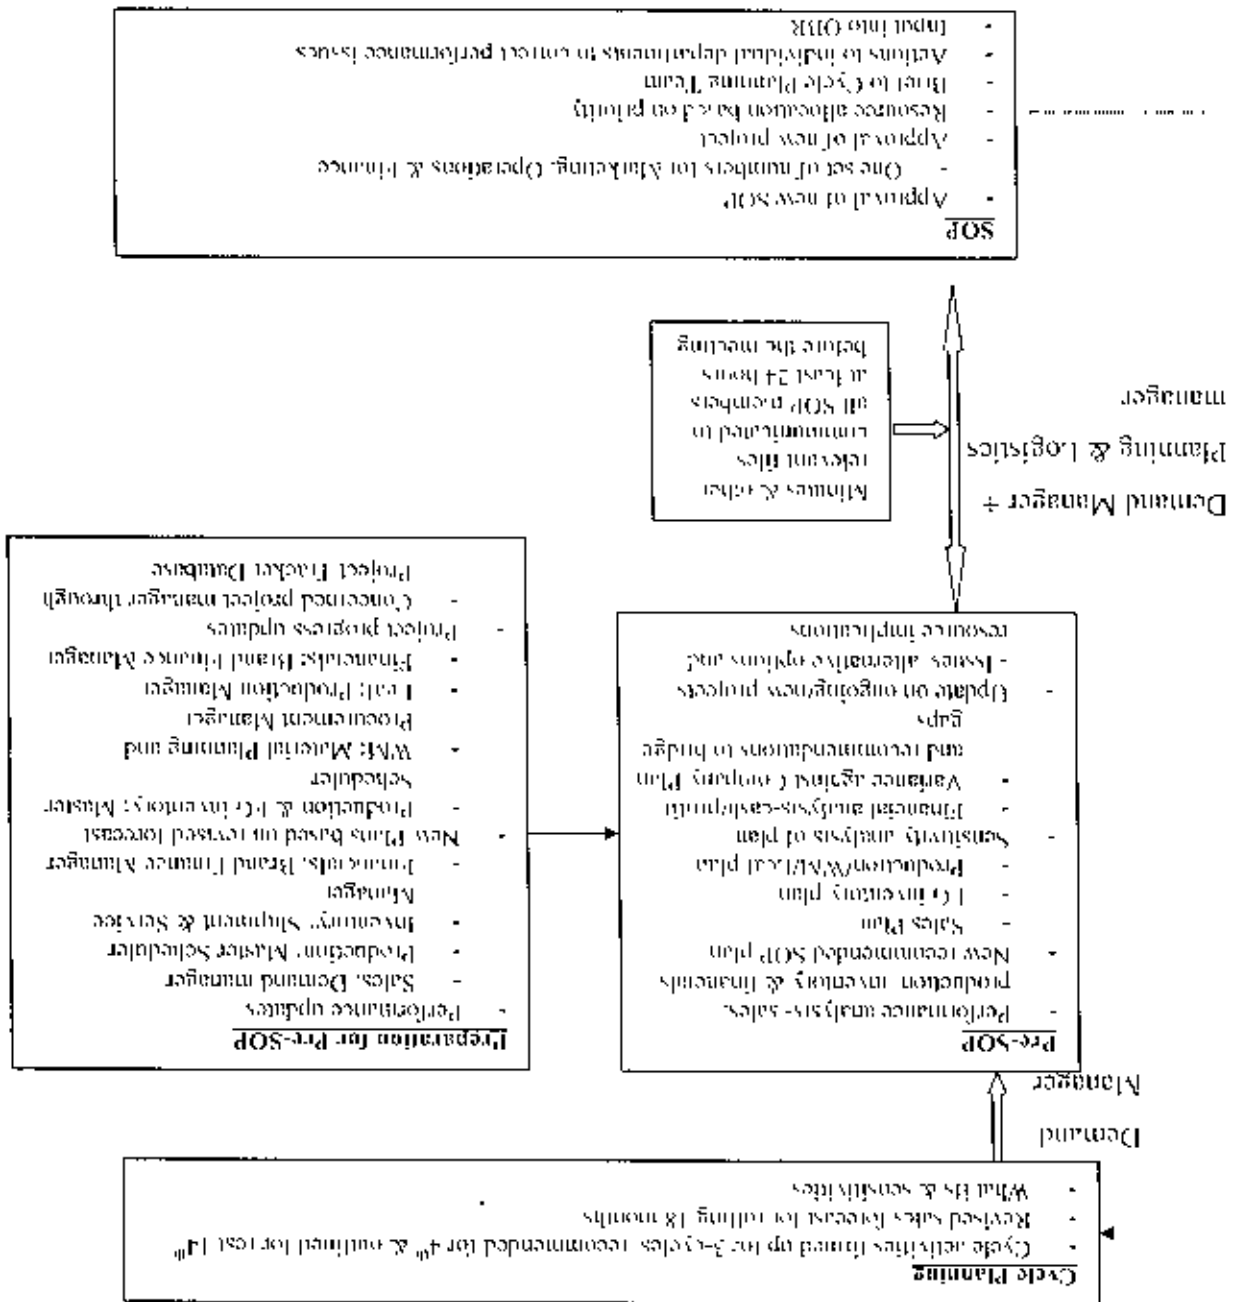 Cycle Planning
- Cycle activities firmed up for 3-cycles, recommended for 4th & outlined for rest 14th
- Revised sales forecast for rolling 18 months
- What ifs & sensitivities
Demand
Manager
Pre-SOP
- Performance analysis- sales,
production, inventory & financials
- New recommended SOP plan
- Sales Plan
- FG inventory plan
- Production/WM/Leaf plan
- Sensitivity analysis of plan
- Financial analysis-cash/profit
- Variance against Company Plan
and recommendations to bridge
gaps
- Update on ongoing/new projects
- Issues, alternative options and
resource implications
Preparation for Pre-SOP
- Performance updates
- Sales: Demand manager
- Production: Master Scheduler
- Inventory: Shipment & Service
Manager
- Financials: Brand Finance Manager
- New Plans based on revised forecast
- Production & FG inventory: Master
Scheduler
- WM: Material Planning and
Procurement Manager
- Leaf: Production Manager
- Financials: Brand Finance Manager
- Project progress updates
- Concerned project manager through
Project Tracker Database
Demand Manager +
Planning & Logistics
manager
Minutes & other
relevant files
communicated to
all SOP members
at least 24 hours
before the meeting
SOP
- Approval of new SOP
- One set of numbers for Marketing, Operations & Finance
- Approval of new project
- Resource allocation based on priority
- Brief to Cycle Planning Team
- Actions to individual departments to correct performance issues
- Input into QBR